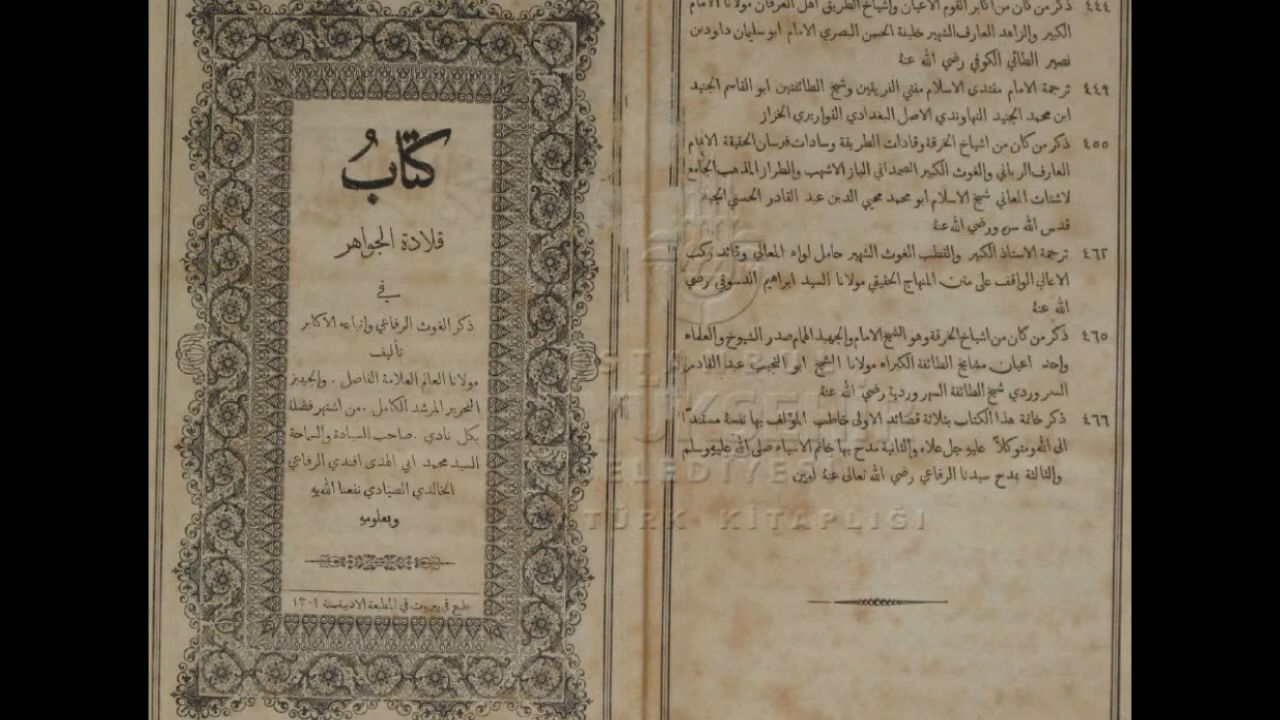 ٤٤٤ ذكر من كان من اكابر القوم الاعيان واشياخ الطريق اهل العرفان مولانا الامام
الكبير والزاهد العارف الشهير خليفة الحسن البصري الامام ابو سليمان داود بن
نصير الطائي الكوفي رضي الله عنهُ
٤٤٩ ترجمة الامام مقتدى الاسلام مفتي الفريقين وشيخ الطائفتين ابو القاسم الجنيد
ابن محمد الجنيد النهاوندي الاصل البغدادي القواريري الخزاز
٤٥٥ ذكر من كان من اشياخ الخرقة وقادات الطريقة وسادات فرسان الحقيقة الامام
العارف الرباني والغوث الكبير الصمداني الباز الاشهب والطراز المذهب الجامع
لاشتات المعاني شيخ الاسلام ابو محمد محيي الدين عبد القادر الحسني
قدس الله سره ورضي الله عنهُ
٤٦٢ ترجمة الاستاذ الكبير والقطب الغوث الشهير حامل لواء المعالي وقائد ركب
الاعالي الواقف على متن المنهاج الحقيقي مولانا السيد ابراهيم الدسوقي رضي
الله عنهُ
٤٦٥ ذكر من كان من اشياخ الخرقة وهو الشيخ الامام والجهبذ الهمام صدر الشيوخ والعلماء
واحد اعيان مشايخ الطائفة الكبراء مولانا الشيخ ابو النجيب عبد القادر
السهروردي شيخ الطائفة السهروردية رضي الله عنهُ
٤٦٦ ذكر خاتمة هذا الكتاب بثلاثة قصائد الاولى خاطب المؤلف بها نفسهُ مستندًا
الى الله ومتوكلاً عليهِ جل علاه والثانية مدح بها خاتم الانبياء صلى الله عليهِ وسلم
والثالثة بمدح سيدنا الرفاعي رضي الله تعالى عنهُ امين
كتابُ
قلادة الجواهر
في
ذكر الغوث الرفاعي واتباعه الاكابر
تأليف
مولانا العالم العلامة الفاضل . والجهبذ
النحرير المرشد الكامل . من اشتهر فضلهُ
بكل نادي . صاحب السيادة والسماحة
السيد محمد ابي الهدى افندي الرفاعي
الخالدي الصيادي نفعنا الله بهِ
وبعلومهِ
طبع في بيروت في المطبعة الادبية سنة ١٣٠١
İSTANBUL
BÜYÜKŞEHİR
BELEDİYESİ
ATATÜRK KİTAPLIĞI